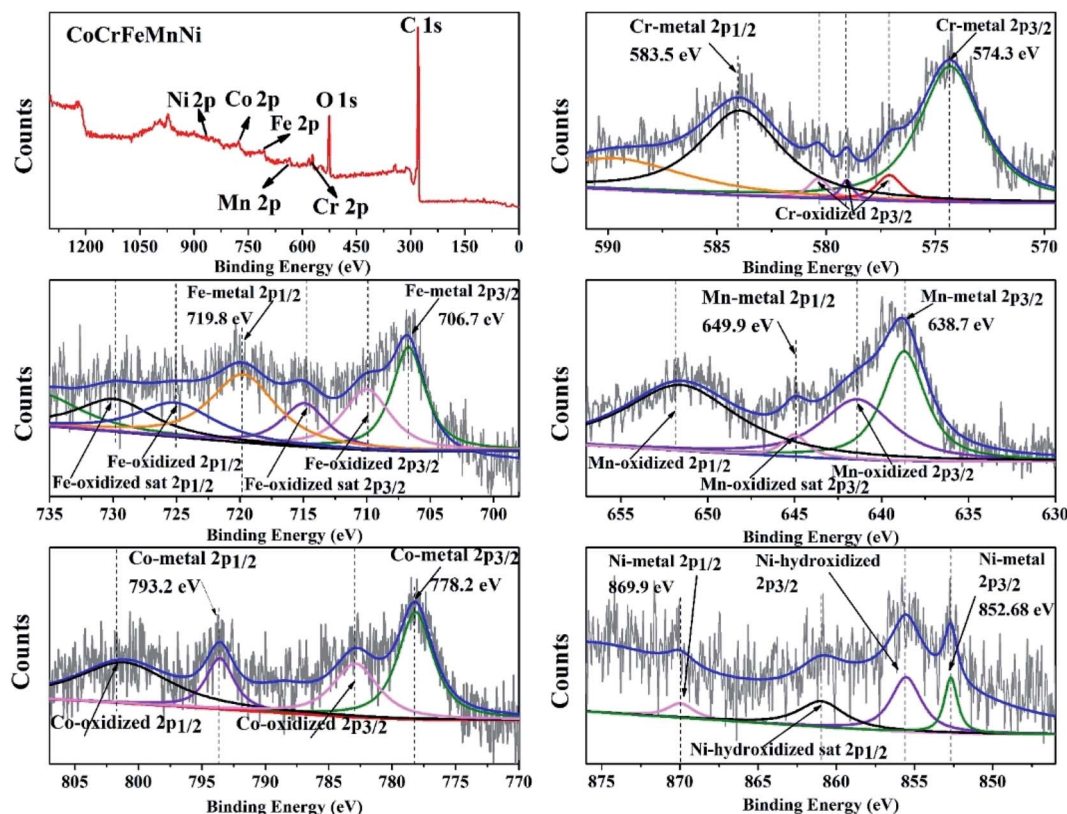 CoCrFeMnNi
C 1s
O 1s
Ni 2p
Co 2p
Fe 2p
Mn 2p
Cr 2p
Counts
1200 1050 900 750 600 450 300 150 0
Binding Energy (eV)
Cr-metal 2p1/2
583.5 eV
Cr-metal 2p3/2
574.3 eV
Cr-oxidized 2p3/2
Counts
590 585 580 575 570
Binding Energy (eV)
Fe-metal 2p1/2
719.8 eV
Fe-metal 2p3/2
706.7 eV
Fe-oxidized 2p1/2
Fe-oxidized 2p3/2
Fe-oxidized sat 2p1/2
Fe-oxidized sat 2p3/2
Counts
735 730 725 720 715 710 705 700
Binding Energy (eV)
Mn-metal 2p1/2
649.9 eV
Mn-metal 2p3/2
638.7 eV
Mn-oxidized 2p1/2
Mn-oxidized 2p3/2
Mn-oxidized sat 2p3/2
Counts
655 650 645 640 635 630
Binding Energy (eV)
Co-metal 2p1/2
793.2 eV
Co-metal 2p3/2
778.2 eV
Co-oxidized 2p1/2
Co-oxidized 2p3/2
Counts
805 800 795 790 785 780 775 770
Binding Energy (eV)
Ni-metal 2p1/2
869.9 eV
Ni-hydroxidized
2p3/2
Ni-metal
2p3/2
852.68 eV
Ni-hydroxidized sat 2p1/2
Counts
875 870 865 860 855 850
Binding Energy (eV)